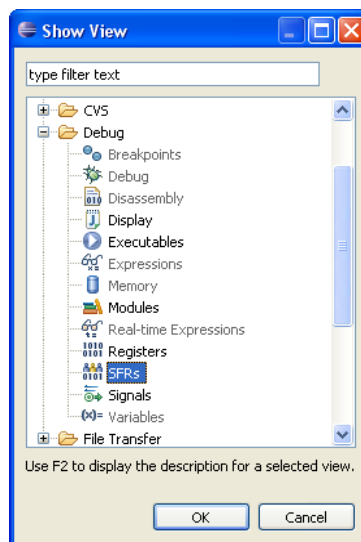 Show View
type filter text
CVS
Debug
Breakpoints
Debug
Disassembly
Display
Executables
Expressions
Memory
Modules
Real-time Expressions
Registers
SFRs
Signals
(x)= Variables
File Transfer
Use F2 to display the description for a selected view.
OK Cancel